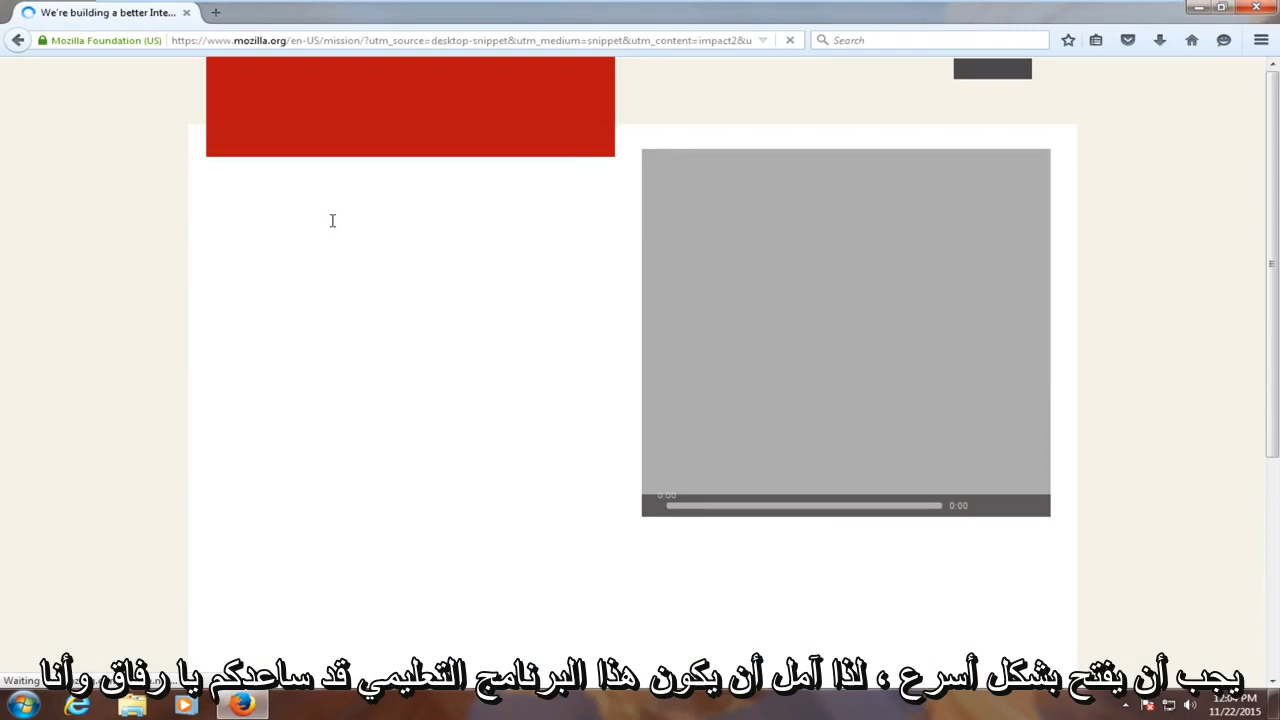 We're building a better Inte...
Mozilla Foundation (US)
https://www.mozilla.org/en-US/mission/?utm_source=desktop-snippet&utm_medium=snippet&utm_content=impact2&u
Search
0:00
0:00
يجب أن يفتح بشكل أسرع ، لذا آمل أن يكون هذا البرنامج التعليمي قد ساعدكم يا رفاق وأنا
Waiting
12:04 PM
11/22/2015